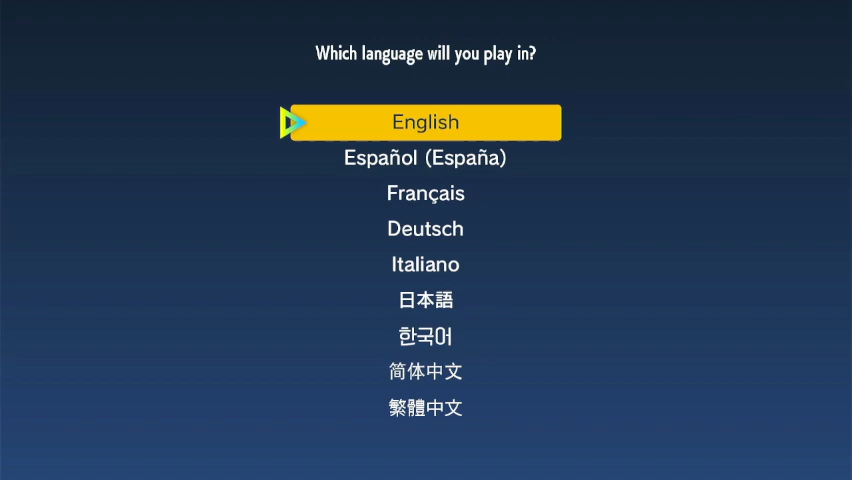 Which language will you play in?
English
Español (España)
Français
Deutsch
Italiano
日本語
한국어
简体中文
繁體中文